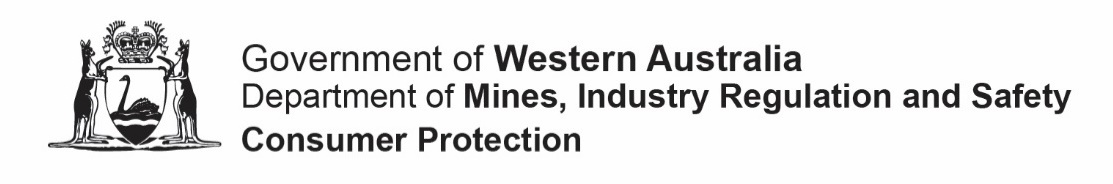 Government of Western Australia
Department of Mines, Industry Regulation and Safety
Consumer Protection